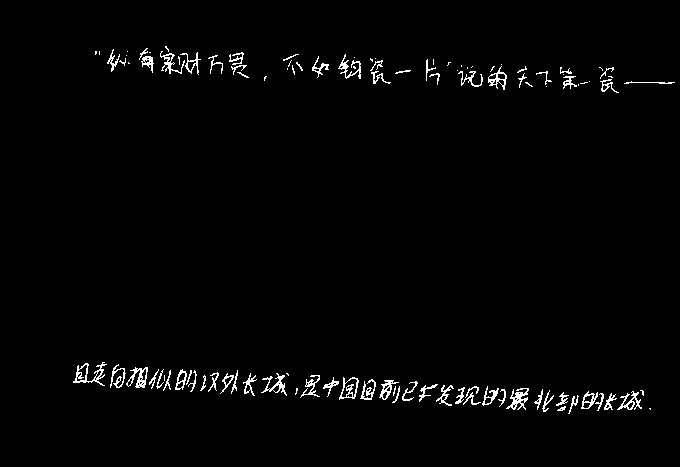 "纵有家财万贯，不如钧瓷一片"说的天下第一瓷——
且走向相似的汉外长城，是中国目前已经发现的最北部的长城.